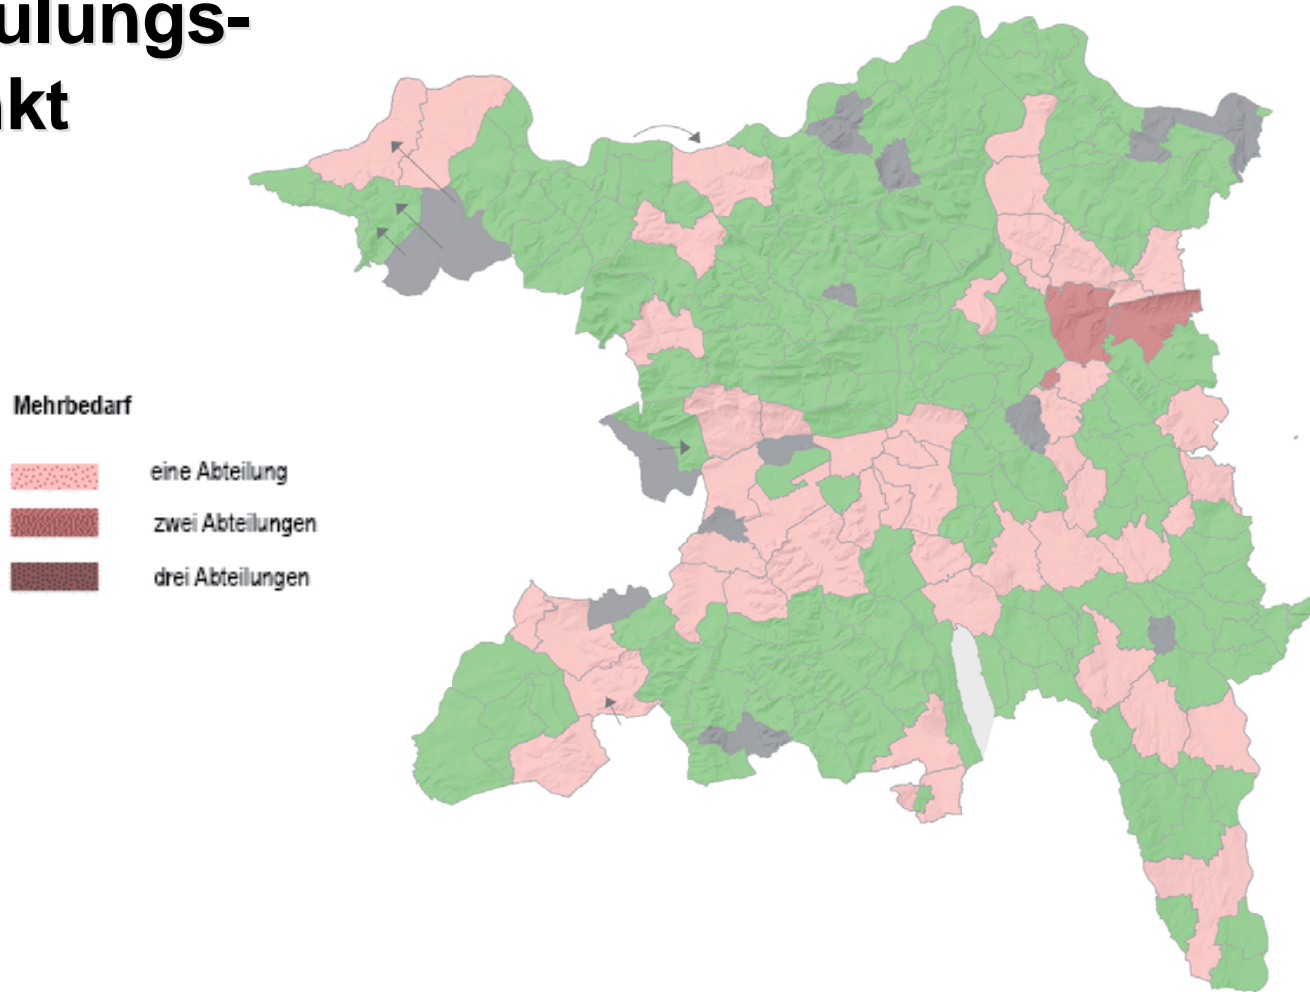 ulungs-
kt
Mehrbedarf
eine Abteilung
zwei Abteilungen
drei Abteilungen